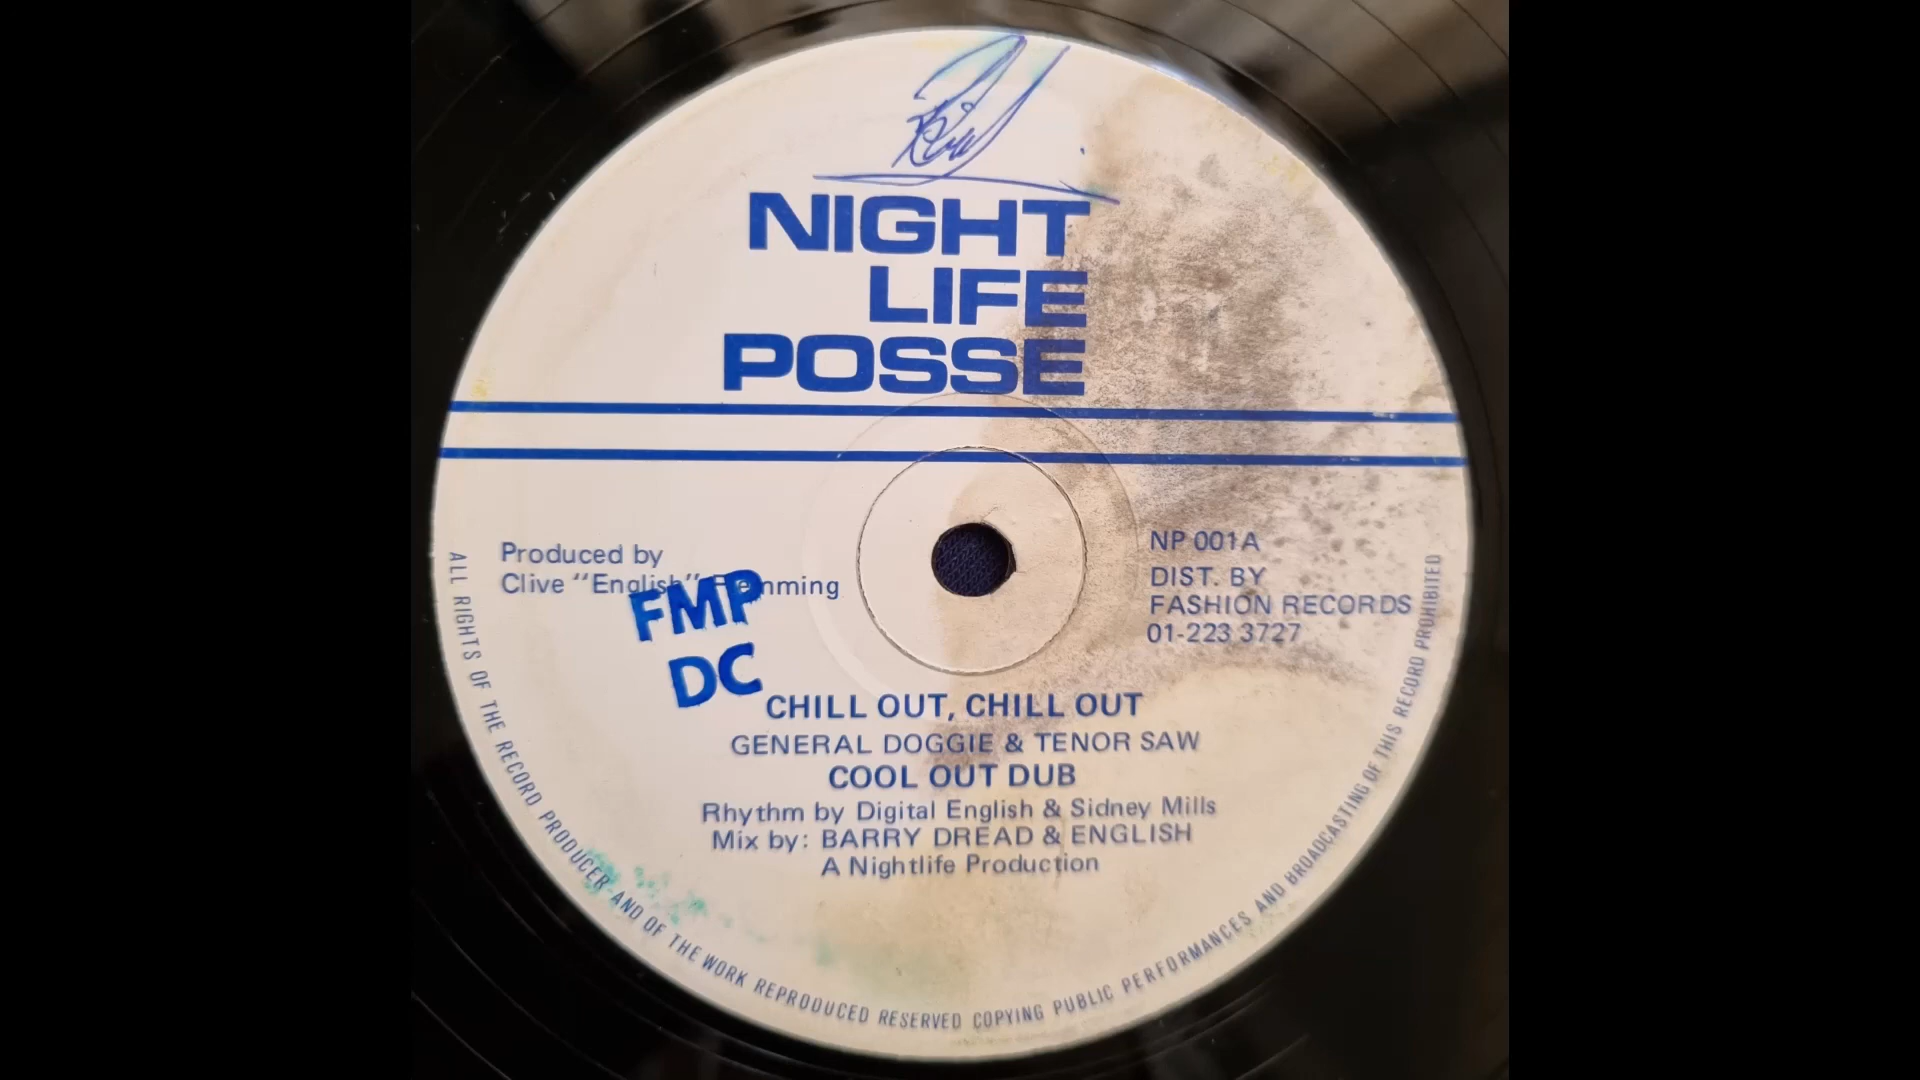 NIGHT
LIFE
POSSE
Produced by
Clive "English" Flemming
FMP
DC
NP 001A
DIST. BY
FASHION RECORDS
01-223 3727
CHILL OUT, CHILL OUT
GENERAL DOGGIE & TENOR SAW
COOL OUT DUB
Rhythm by Digital English & Sidney Mills
Mix by: BARRY DREAD & ENGLISH
A Nightlife Production
ALL RIGHTS OF THE RECORD PRODUCER AND OF THE WORK REPRODUCED RESERVED COPYING PUBLIC PERFORMANCES AND BROADCASTING OF THIS RECORD PROHIBITED